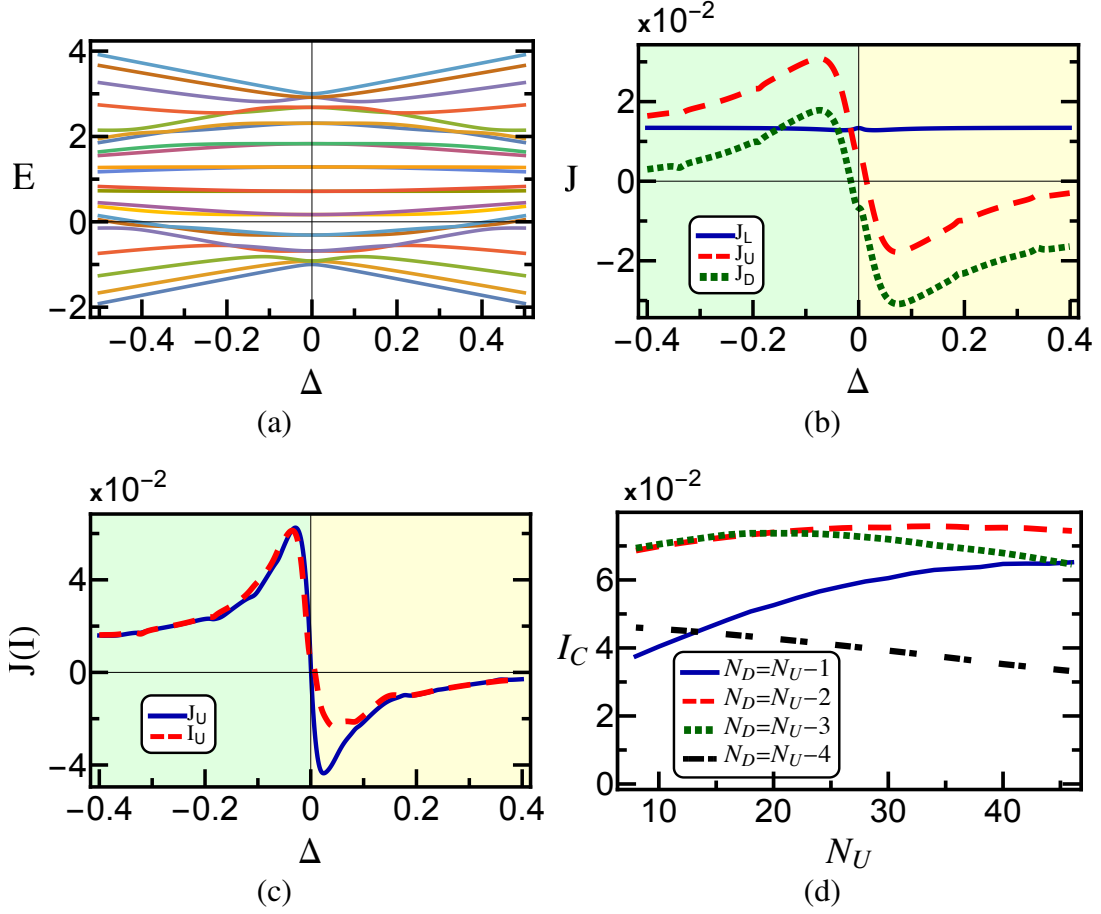 ×10⁻²
4
2
E
0
−2
−0.4 −0.2 0 0.2 0.4
Δ
(a)
2
J
0
−2
J_L
J_U
J_D
−0.4 −0.2 0 0.2 0.4
Δ
(b)
×10⁻²
4
J(I)
0
−4
J_U
I_U
−0.4 −0.2 0 0.2 0.4
Δ
(c)
×10⁻²
6
I_C
4
2
0
N_D=N_U−1
N_D=N_U−2
N_D=N_U−3
N_D=N_U−4
10 20 30 40
N_U
(d)